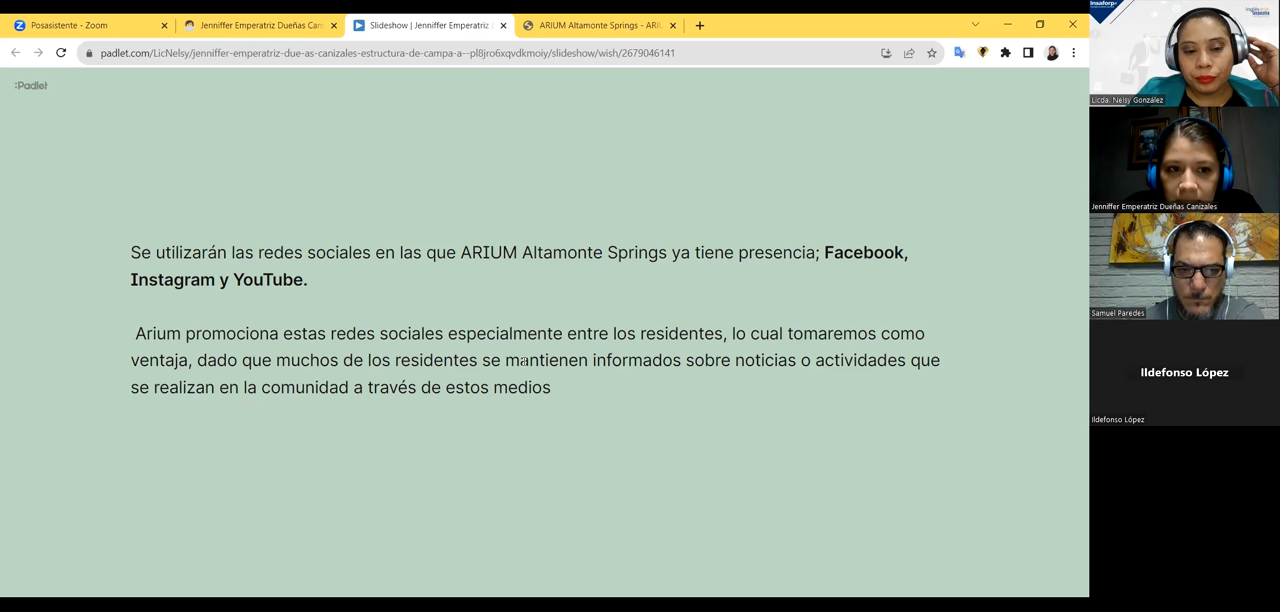 Posasistente - Zoom
Jenniffer Emperatriz Dueñas Can
Slideshow | Jenniffer Emperatriz
ARIUM Altamonte Springs - ARI
padlet.com/LicNelsy/jenniffer-emperatriz-due-as-canizales-estructura-de-campa-a--pl8jro6xqvdkmoiy/slideshow/wish/2679046141
:Padlet
Se utilizarán las redes sociales en las que ARIUM Altamonte Springs ya tiene presencia; Facebook,
Instagram y YouTube.
Arium promociona estas redes sociales especialmente entre los residentes, lo cual tomaremos como
ventaja, dado que muchos de los residentes se mantienen informados sobre noticias o actividades que
se realizan en la comunidad a través de estos medios
Insaforp
Licda. Nelsy González
Jenniffer Emperatriz Dueñas Canizales
Samuel Paredes
Ildefonso López
Ildefonso López